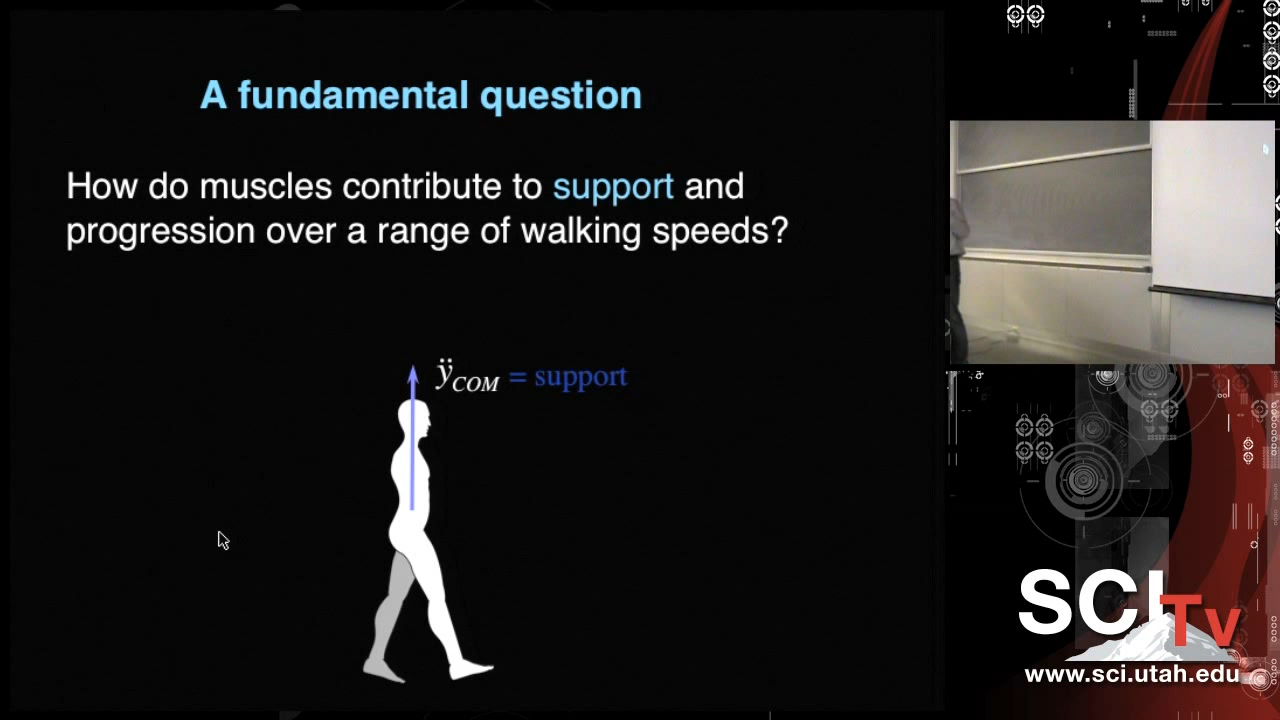 A fundamental question
How do muscles contribute to support and
progression over a range of walking speeds?
ÿCOM = support
SCI Tv
www.sci.utah.edu